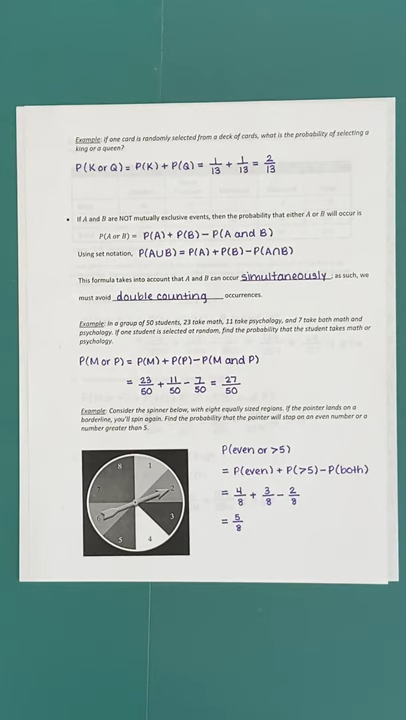 Example: If one card is randomly selected from a deck of cards, what is the probability of selecting a
king or a queen?
P(K or Q) = P(K) + P(Q) = 1/13 + 1/13 = 2/13
• If A and B are NOT mutually exclusive events, then the probability that either A or B will occur is
P(A or B) = P(A) + P(B) − P(A and B)
Using set notation, P(A∪B) = P(A) + P(B) − P(A∩B)
This formula takes into account that A and B can occur simultaneously; as such, we
must avoid double counting occurrences.
Example: In a group of 50 students, 23 take math, 11 take psychology, and 7 take both math and
psychology. If one student is selected at random, find the probability that the student takes math or
psychology.
P(M or P) = P(M) + P(P) − P(M and P)
= 23/50 + 11/50 − 7/50 = 27/50
Example: Consider the spinner below, with eight equally sized regions. If the pointer lands on a
borderline, you'll spin again. Find the probability that the pointer will stop on an even number or a
number greater than 5.
8 1
7 2
6 3
5 4
P(even or >5)
= P(even) + P(>5) − P(both)
= 4/8 + 3/8 − 2/8
= 5/8